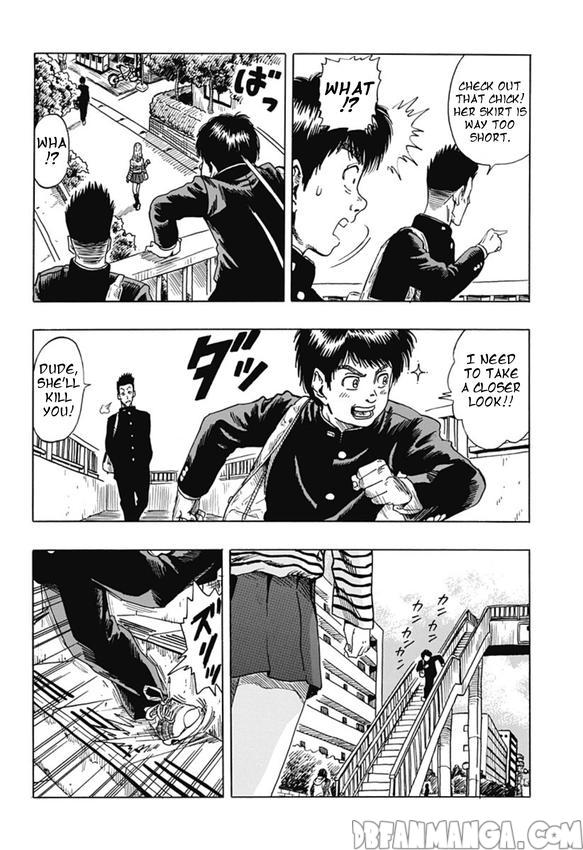 CHECK OUT
THAT CHICK!
HER SKIRT IS
WAY TOO
SHORT.
WHAT
!?
ばっ
WHA
!?
I NEED
TO TAKE
A CLOSER
LOOK!!
ダッ
DUDE,
SHE'LL
KILL
YOU!
カンカン
カンカン
ズルッ
DBFANMANGA.COM